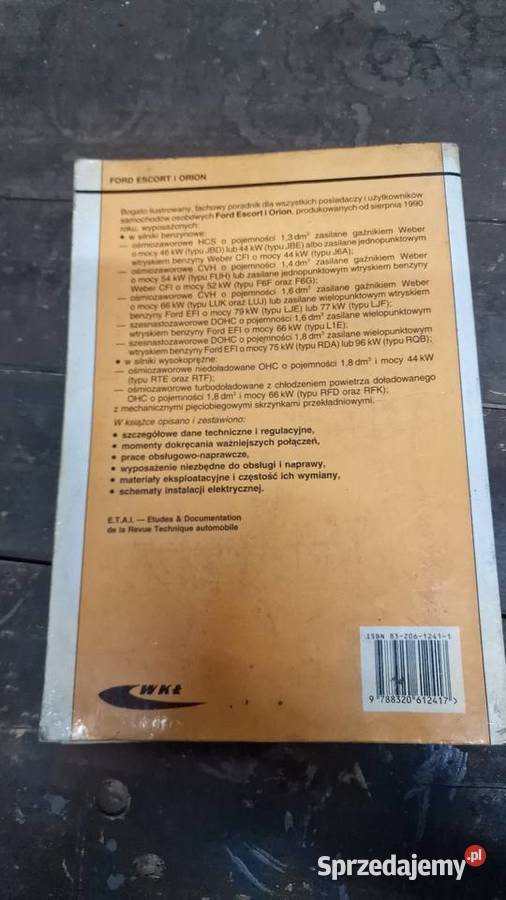 FORD ESCORT I ORION
Bogato ilustrowany, fachowy poradnik dla wszystkich posiadaczy i użytkowników
samochodów osobowych Ford Escort i Orion, produkowanych od sierpnia 1990
roku, wyposażonych:
● w silniki benzynowe:
— ośmiozaworowe HCS o pojemności 1,3 dm³ zasilane gaźnikiem Weber
o mocy 46 kW (typu JBD) lub 44 kW (typu JBE) albo zasilane jednopunktowym
wtryskiem benzyny Weber CFI o mocy 44 kW (typu J6A);
— ośmiozaworowe CVH o pojemności 1,4 dm³ zasilane gaźnikiem Weber
o mocy 54 kW (typu FUH) lub zasilane jednopunktowym wtryskiem benzyny
Weber CFI o mocy 52 kW (typu F6F oraz F6G);
— ośmiozaworowe CVH o pojemności 1,6 dm³ zasilane gaźnikiem Weber
o mocy 66 kW (typu LUK oraz LUJ) lub zasilane wielopunktowym wtryskiem
benzyny Ford EFI o mocy 79 kW (typu LJE) lub 77 kW (typu LJF);
— szesnastozaworowe DOHC o pojemności 1,6 dm³ zasilane wielopunktowym
wtryskiem benzyny Ford EFI o mocy 66 kW (typu L1E);
— szesnastozaworowe DOHC o pojemności 1,8 dm³ zasilane wielopunktowym
wtryskiem benzyny Ford EFI o mocy 75 kW (typu RDA) lub 96 kW (typu RQB);
● w silniki wysokoprężne:
— ośmiozaworowe niedoładowane OHC o pojemności 1,8 dm³ i mocy 44 kW
(typu RTE oraz RTF);
— ośmiozaworowe turbodoładowane z chłodzeniem powietrza doładowanego
OHC o pojemności 1,8 dm³ i mocy 66 kW (typu RFD oraz RFK);
z mechanicznymi pięciobiegowymi skrzynkami przekładniowymi.
W książce opisano i zestawiono:
● szczegółowe dane techniczne i regulacyjne,
● momenty dokręcania ważniejszych połączeń,
● prace obsługowo-naprawcze,
● wyposażenie niezbędne do obsługi i naprawy,
● materiały eksploatacyjne i częstość ich wymiany,
● schematy instalacji elektrycznej.
E.T.A.I. — Etudes & Documentation
de la Revue Technique automobile
ISBN 83-206-1241-1
9 788320 612417 >
WKŁ
Sprzedajemy.pl